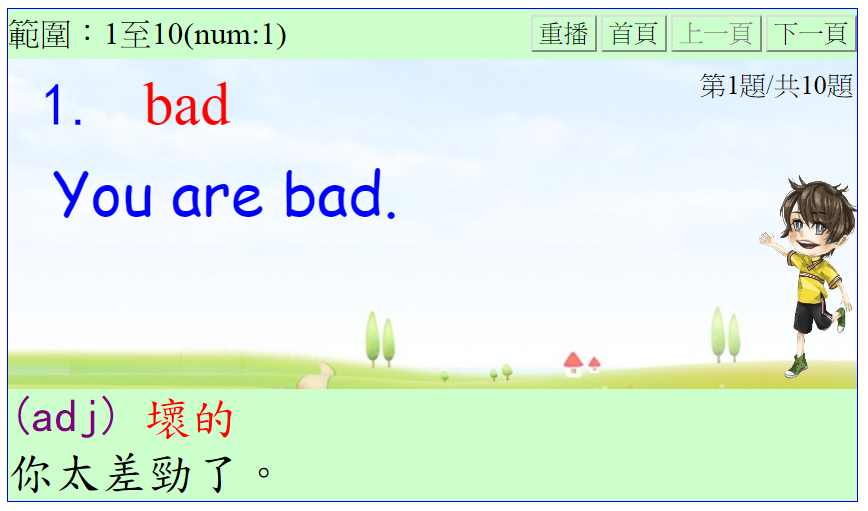 範圍：1至10(num:1) 重播 首頁 上一頁 下一頁
第1題/共10題
1. bad
You are bad.
(adj) 壞的
你太差勁了。